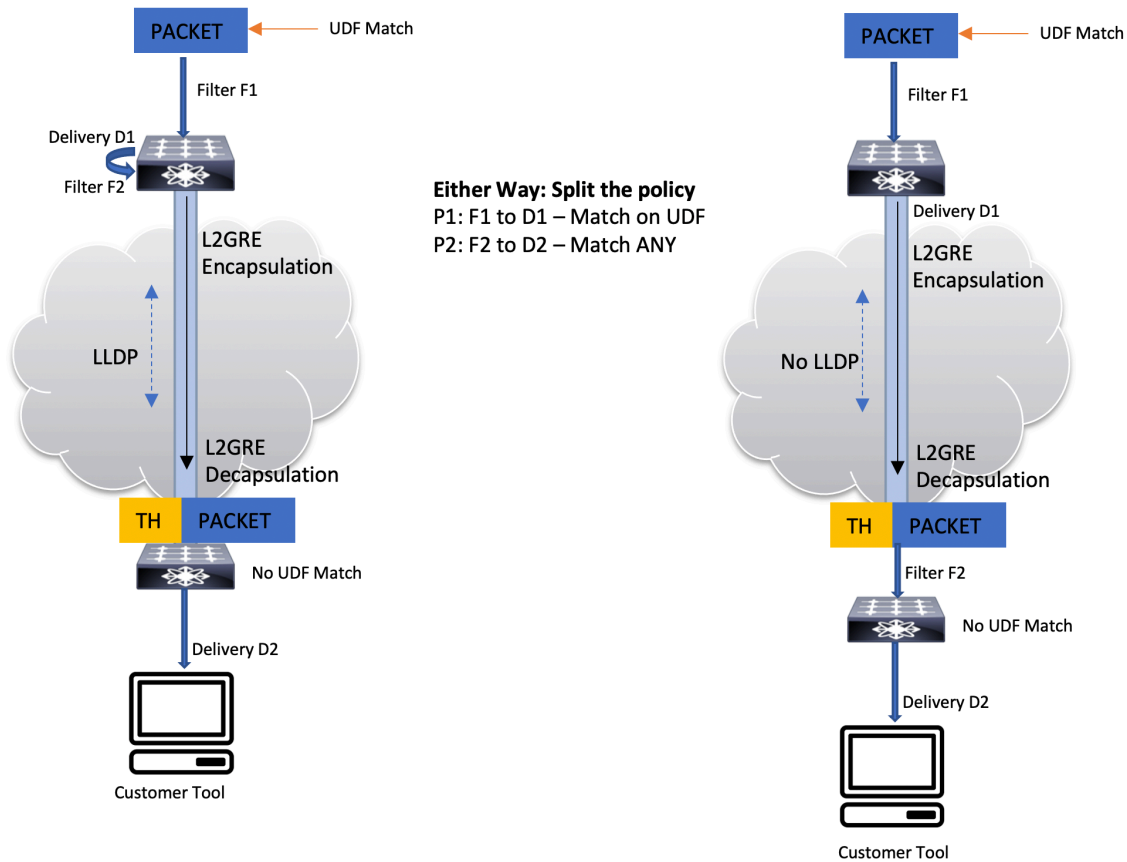 PACKET
UDF Match
Filter F1
Delivery D1
Filter F2
L2GRE
Encapsulation
LLDP
L2GRE
Decapsulation
TH
PACKET
No UDF Match
Delivery D2
Customer Tool
Either Way: Split the policy
P1: F1 to D1 – Match on UDF
P2: F2 to D2 – Match ANY
PACKET
UDF Match
Filter F1
Delivery D1
L2GRE
Encapsulation
No LLDP
L2GRE
Decapsulation
TH
PACKET
Filter F2
No UDF Match
Delivery D2
Customer Tool